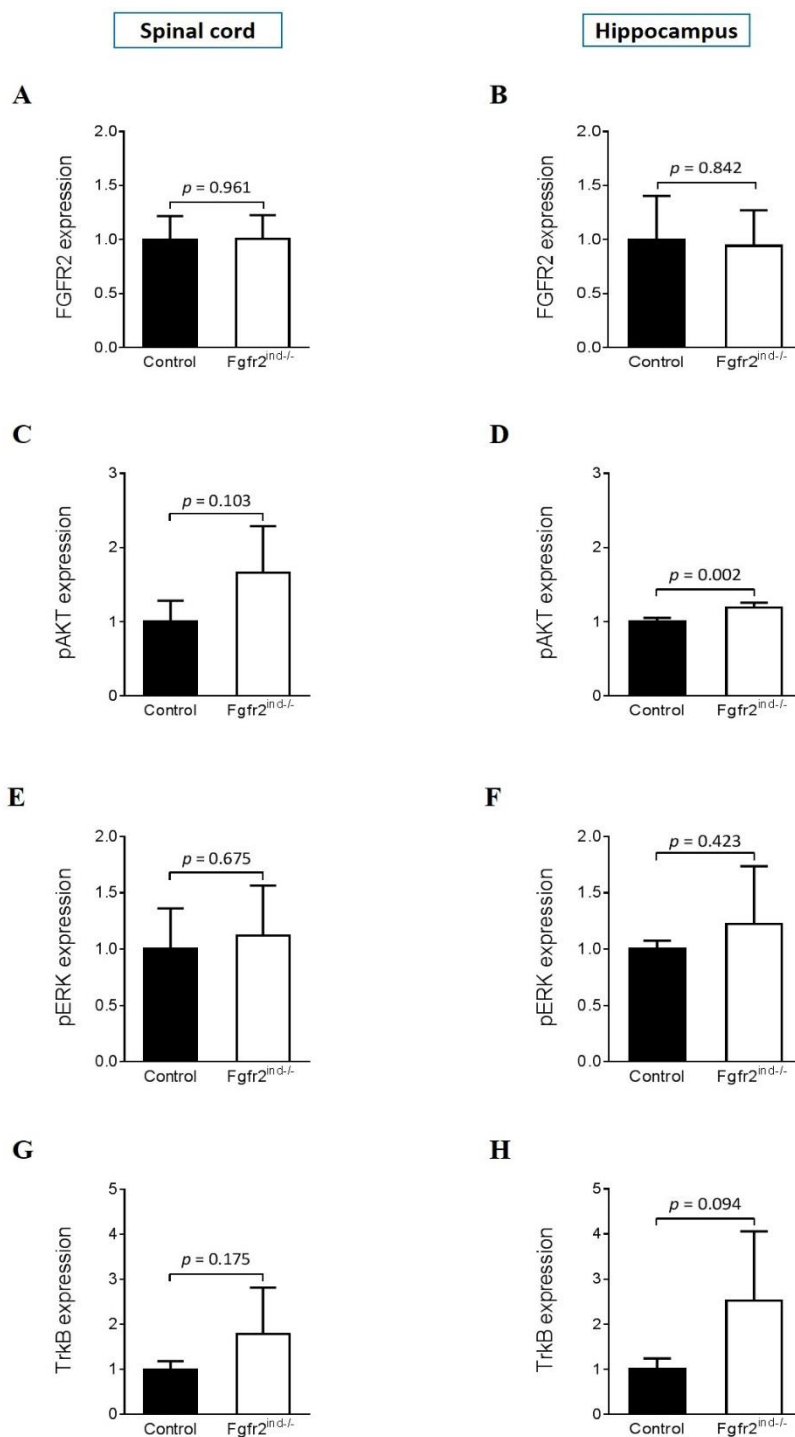 Spinal cord
Hippocampus
A
FGFR2 expression
2.0
1.5
1.0
0.5
0.0
p = 0.961
Control
Fgfr2ind-/-
B
FGFR2 expression
2.0
1.5
1.0
0.5
0.0
p = 0.842
Control
Fgfr2ind-/-
C
pAKT expression
3
2
1
0
p = 0.103
Control
Fgfr2ind-/-
D
pAKT expression
3
2
1
0
p = 0.002
Control
Fgfr2ind-/-
E
pERK expression
2.0
1.5
1.0
0.5
0.0
p = 0.675
Control
Fgfr2ind-/-
F
pERK expression
2.0
1.5
1.0
0.5
0.0
p = 0.423
Control
Fgfr2ind-/-
G
TrkB expression
5
4
3
2
1
0
p = 0.175
Control
Fgfr2ind-/-
H
TrkB expression
5
4
3
2
1
0
p = 0.094
Control
Fgfr2ind-/-